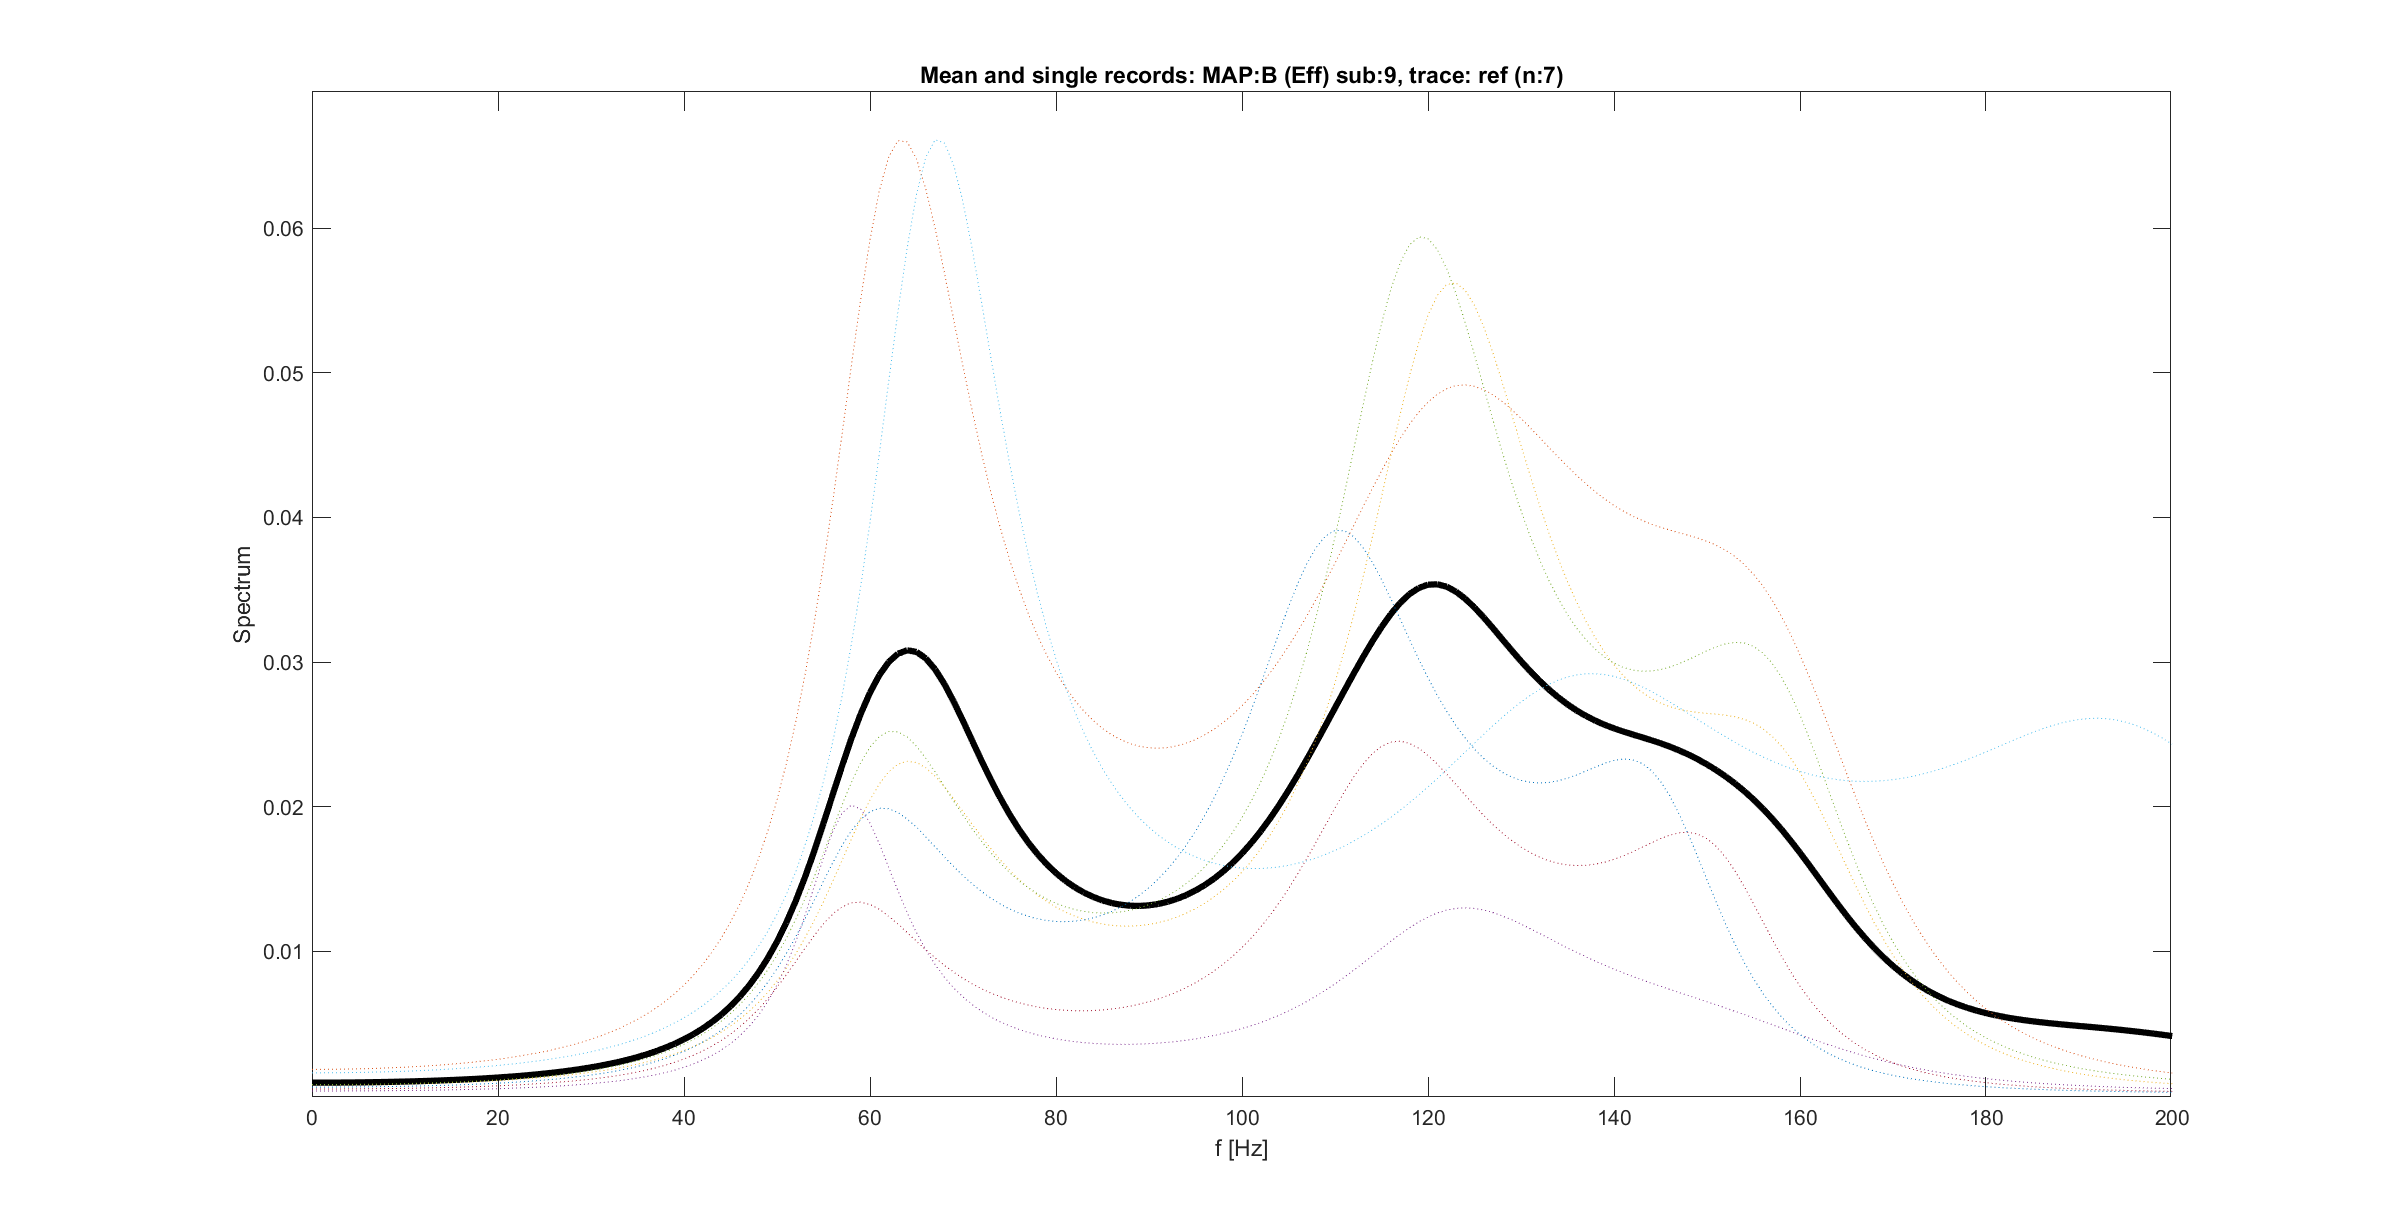 Mean and single records: MAP:B (Eff) sub:9, trace: ref (n:7)
0.06
0.05
0.04
0.03
0.02
0.01
Spectrum
0 20 40 60 80 100 120 140 160 180 200
f [Hz]